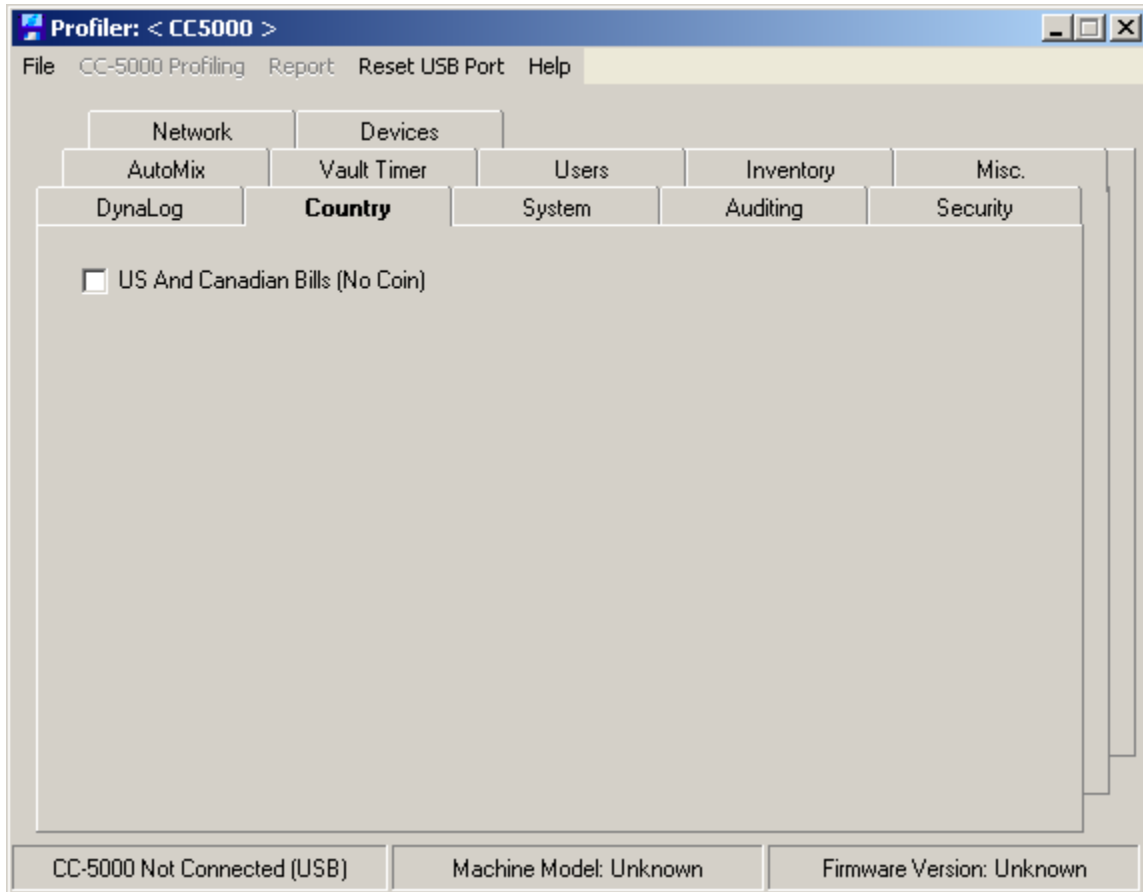 Profiler: < CC5000 >
File CC-5000 Profiling Report Reset USB Port Help
Network Devices
AutoMix Vault Timer Users Inventory Misc.
DynaLog Country System Auditing Security
US And Canadian Bills (No Coin)
CC-5000 Not Connected (USB) Machine Model: Unknown Firmware Version: Unknown